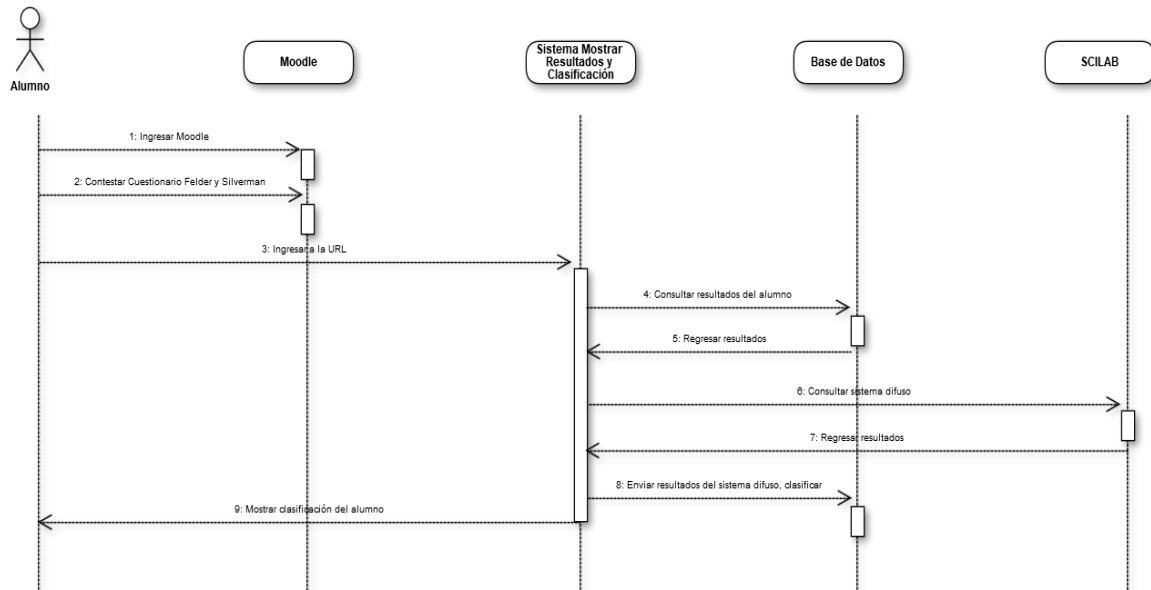 Alumno
Moodle
Sistema Mostrar
Resultados y
Clasificación
Base de Datos
SCILAB
1: Ingresar Moodle
2: Contestar Cuestionario Felder y Silverman
3: Ingresar a la URL
4: Consultar resultados del alumno
5: Regresar resultados
6: Consultar sistema difuso
7: Regresar resultados
8: Enviar resultados del sistema difuso, clasificar
9: Mostrar clasificación del alumno